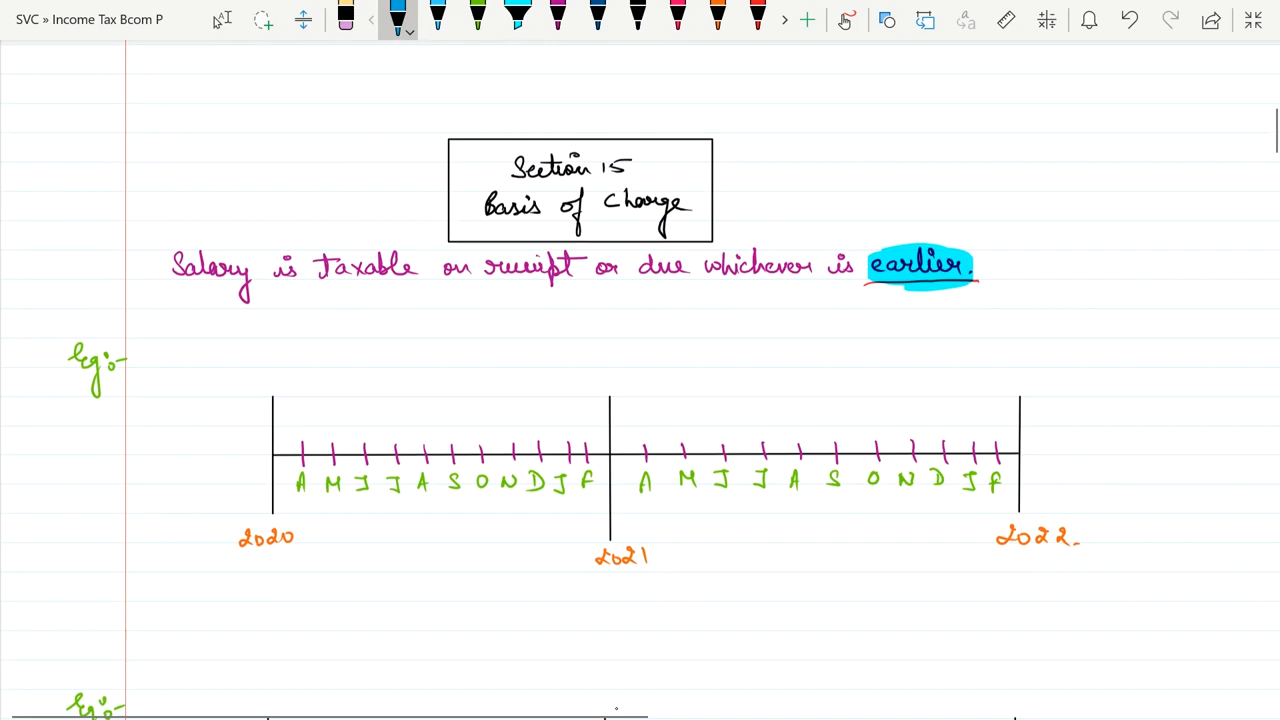 SVC » Income Tax Bcom P
Section 15
Basis of Charge
Salary is taxable on receipt or due whichever is earlier.
Eg:-
A M J J A S O N D J F A M J J A S O N D J F
2020 2021 2022
Eg:-